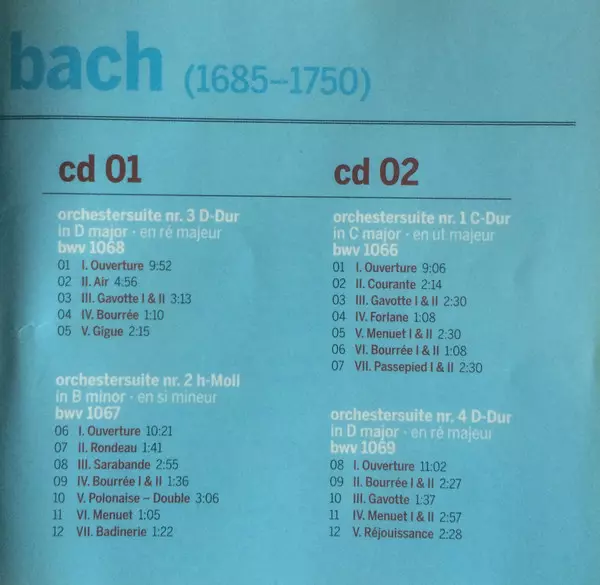 bach (1685–1750)
cd 01
orchestersuite nr. 3 D-Dur
in D major · en ré majeur
bwv 1068
01 I. Ouverture 9:52
02 II. Air 4:56
03 III. Gavotte I & II 3:13
04 IV. Bourrée 1:10
05 V. Gigue 2:15
orchestersuite nr. 2 h-Moll
in B minor · en si mineur
bwv 1067
06 I. Ouverture 10:21
07 II. Rondeau 1:41
08 III. Sarabande 2:55
09 IV. Bourrée I & II 1:36
10 V. Polonaise – Double 3:06
11 VI. Menuet 1:05
12 VII. Badinerie 1:22
cd 02
orchestersuite nr. 1 C-Dur
in C major · en ut majeur
bwv 1066
01 I. Ouverture 9:06
02 II. Courante 2:14
03 III. Gavotte I & II 2:30
04 IV. Forlane 1:08
05 V. Menuet I & II 2:30
06 VI. Bourrée I & II 1:08
07 VII. Passepied I & II 2:30
orchestersuite nr. 4 D-Dur
in D major · en ré majeur
bwv 1069
08 I. Ouverture 11:02
09 II. Bourrée I & II 2:27
10 III. Gavotte 1:37
11 IV. Menuet I & II 2:57
12 V. Réjouissance 2:28